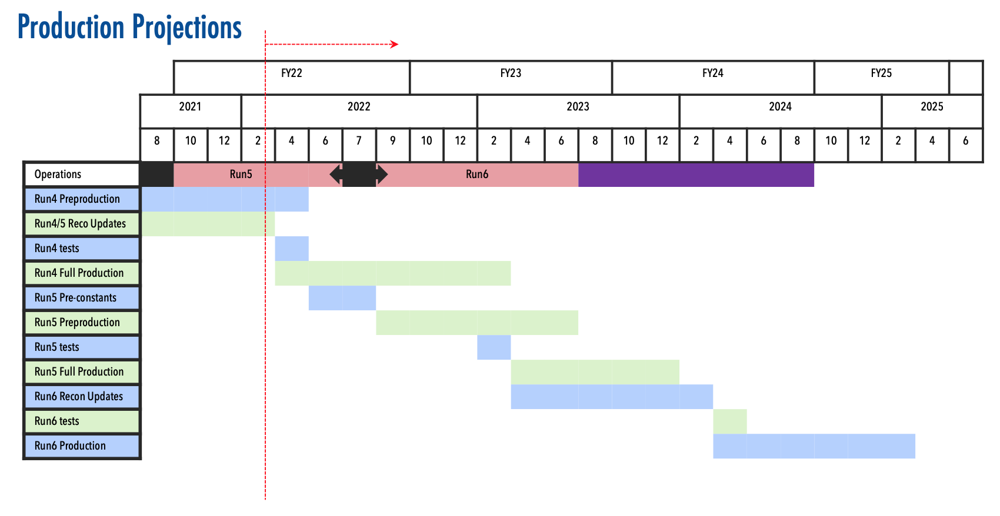 Production Projections
FY22 FY23 FY24 FY25
2021 2022 2023 2024 2025
8 10 12 2 4 6 7 9 10 12 2 4 6 8 10 12 2 4 6 8 10 12 2 4 6
Operations Run5 Run6
Run4 Preproduction
Run4/5 Reco Updates
Run4 tests
Run4 Full Production
Run5 Pre-constants
Run5 Preproduction
Run5 tests
Run5 Full Production
Run6 Recon Updates
Run6 tests
Run6 Production